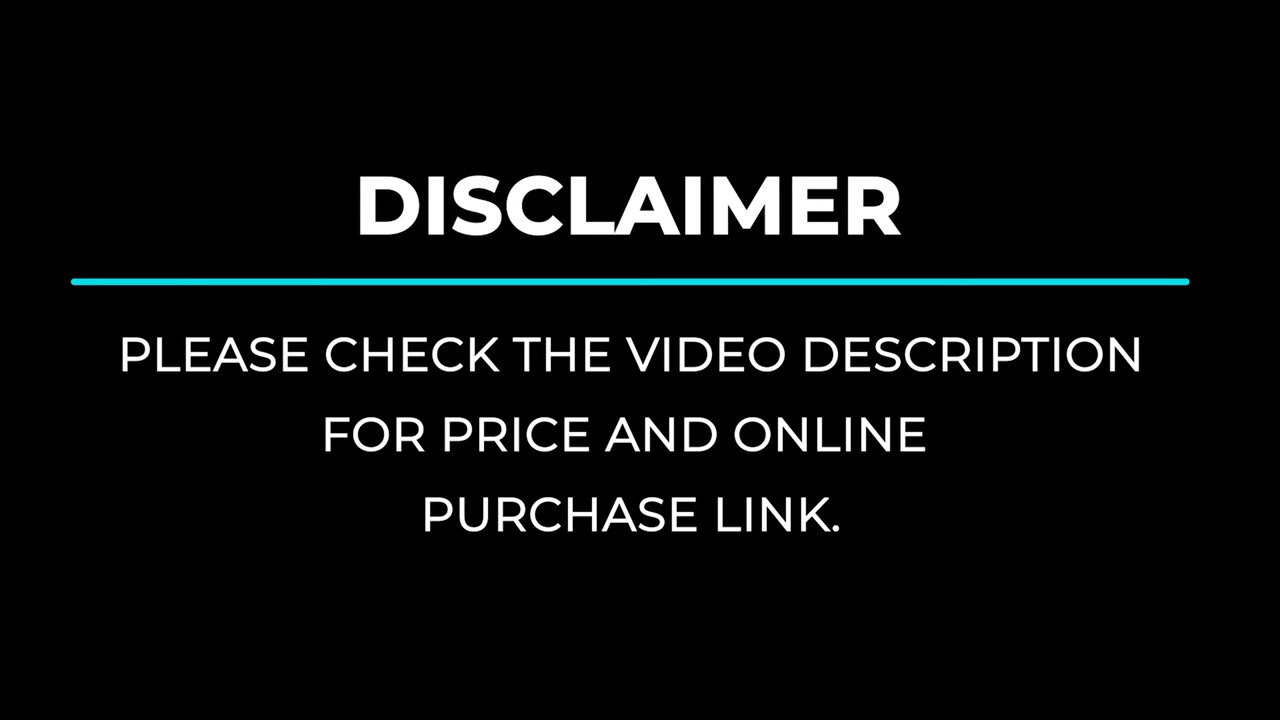 DISCLAIMER
PLEASE CHECK THE VIDEO DESCRIPTION
FOR PRICE AND ONLINE
PURCHASE LINK.